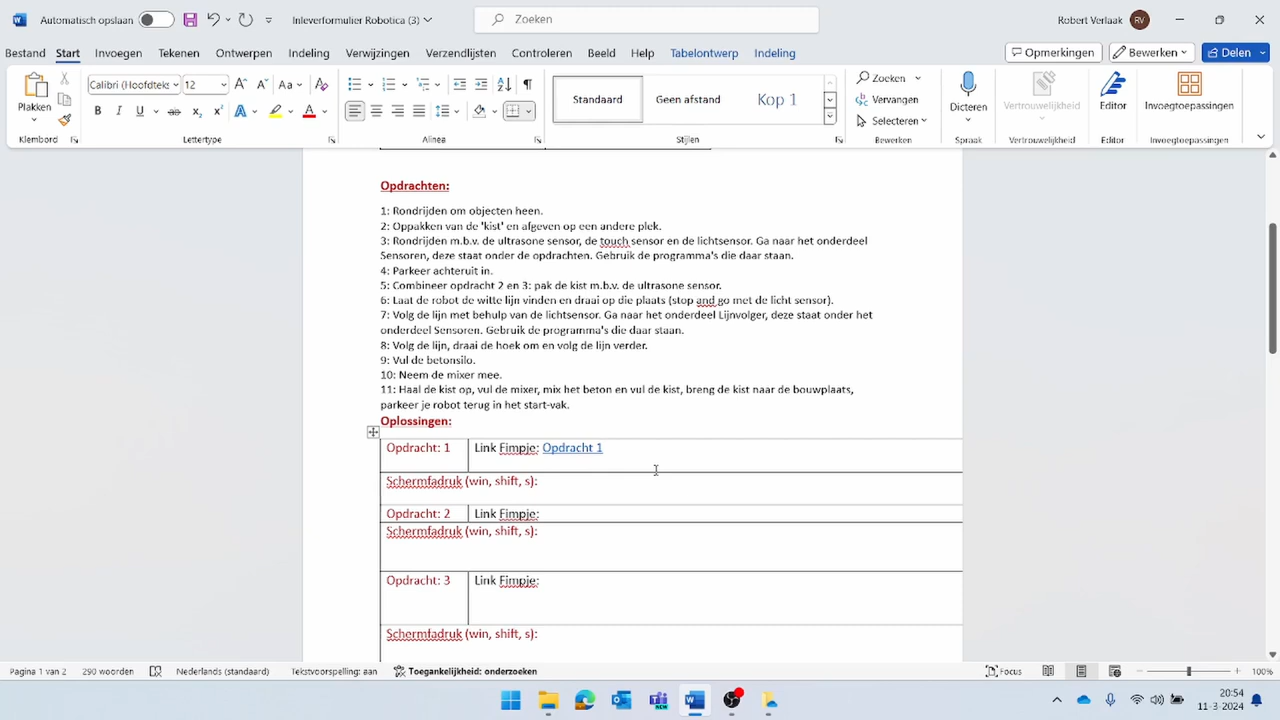 Automatisch opslaan
Inleverformulier Robotica (3)
Zoeken
Robert Verlaak
RV
Bestand Start Invoegen Tekenen Ontwerpen Indeling Verwijzingen Verzendlijsten Controleren Beeld Help Tabelontwerp Indeling
Opmerkingen
Bewerken
Delen
Plakken
Klembord
Calibri (Hoofdtekst
12
Lettertype
Alinea
Standaard
Geen afstand
Kop 1
Stijlen
Zoeken
Vervangen
Selecteren
Bewerken
Dicteren
Spraak
Vertrouwelijkheid
Vertrouwelijkheid
Editor
Editor
Invoegtoepassingen
Invoegtoepassingen
Opdrachten:
1: Rondrijden om objecten heen.
2: Oppakken van de 'kist' en afgeven op een andere plek.
3: Rondrijden m.b.v. de ultrasone sensor, de touch sensor en de lichtsensor. Ga naar het onderdeel
Sensoren, deze staat onder de opdrachten. Gebruik de programma's die daar staan.
4: Parkeer achteruit in.
5: Combineer opdracht 2 en 3: pak de kist m.b.v. de ultrasone sensor.
6: Laat de robot de witte lijn vinden en draai op die plaats (stop and go met de licht sensor).
7: Volg de lijn met behulp van de lichtsensor. Ga naar het onderdeel Lijnvolger, deze staat onder het
onderdeel Sensoren. Gebruik de programma's die daar staan.
8: Volg de lijn, draai de hoek om en volg de lijn verder.
9: Vul de betonsilo.
10: Neem de mixer mee.
11: Haal de kist op, vul de mixer, mix het beton en vul de kist, breng de kist naar de bouwplaats,
parkeer je robot terug in het start-vak.
Oplossingen:
Opdracht: 1 Link Fimpje: Opdracht 1
Schermfadruk (win, shift, s):
Opdracht: 2 Link Fimpje:
Schermfadruk (win, shift, s):
Opdracht: 3 Link Fimpje:
Schermfadruk (win, shift, s):
Pagina 1 van 2 290 woorden Nederlands (standaard) Tekstvoorspelling: aan Toegankelijkheid: onderzoeken
Focus
100%
20:54
11-3-2024